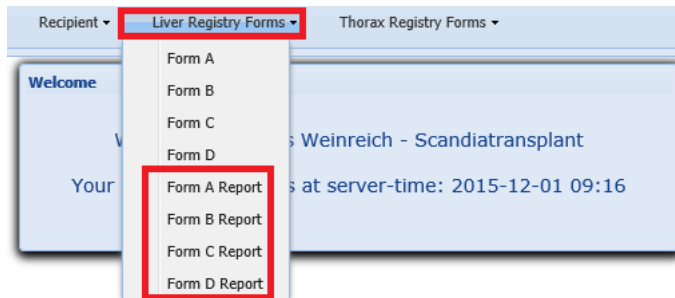 Recipient Liver Registry Forms Thorax Registry Forms
Form A
Welcome
Form B
Form C
Weinreich - Scandiatransplant
Form D
Your Form A Report at server-time: 2015-12-01 09:16
Form B Report
Form C Report
Form D Report